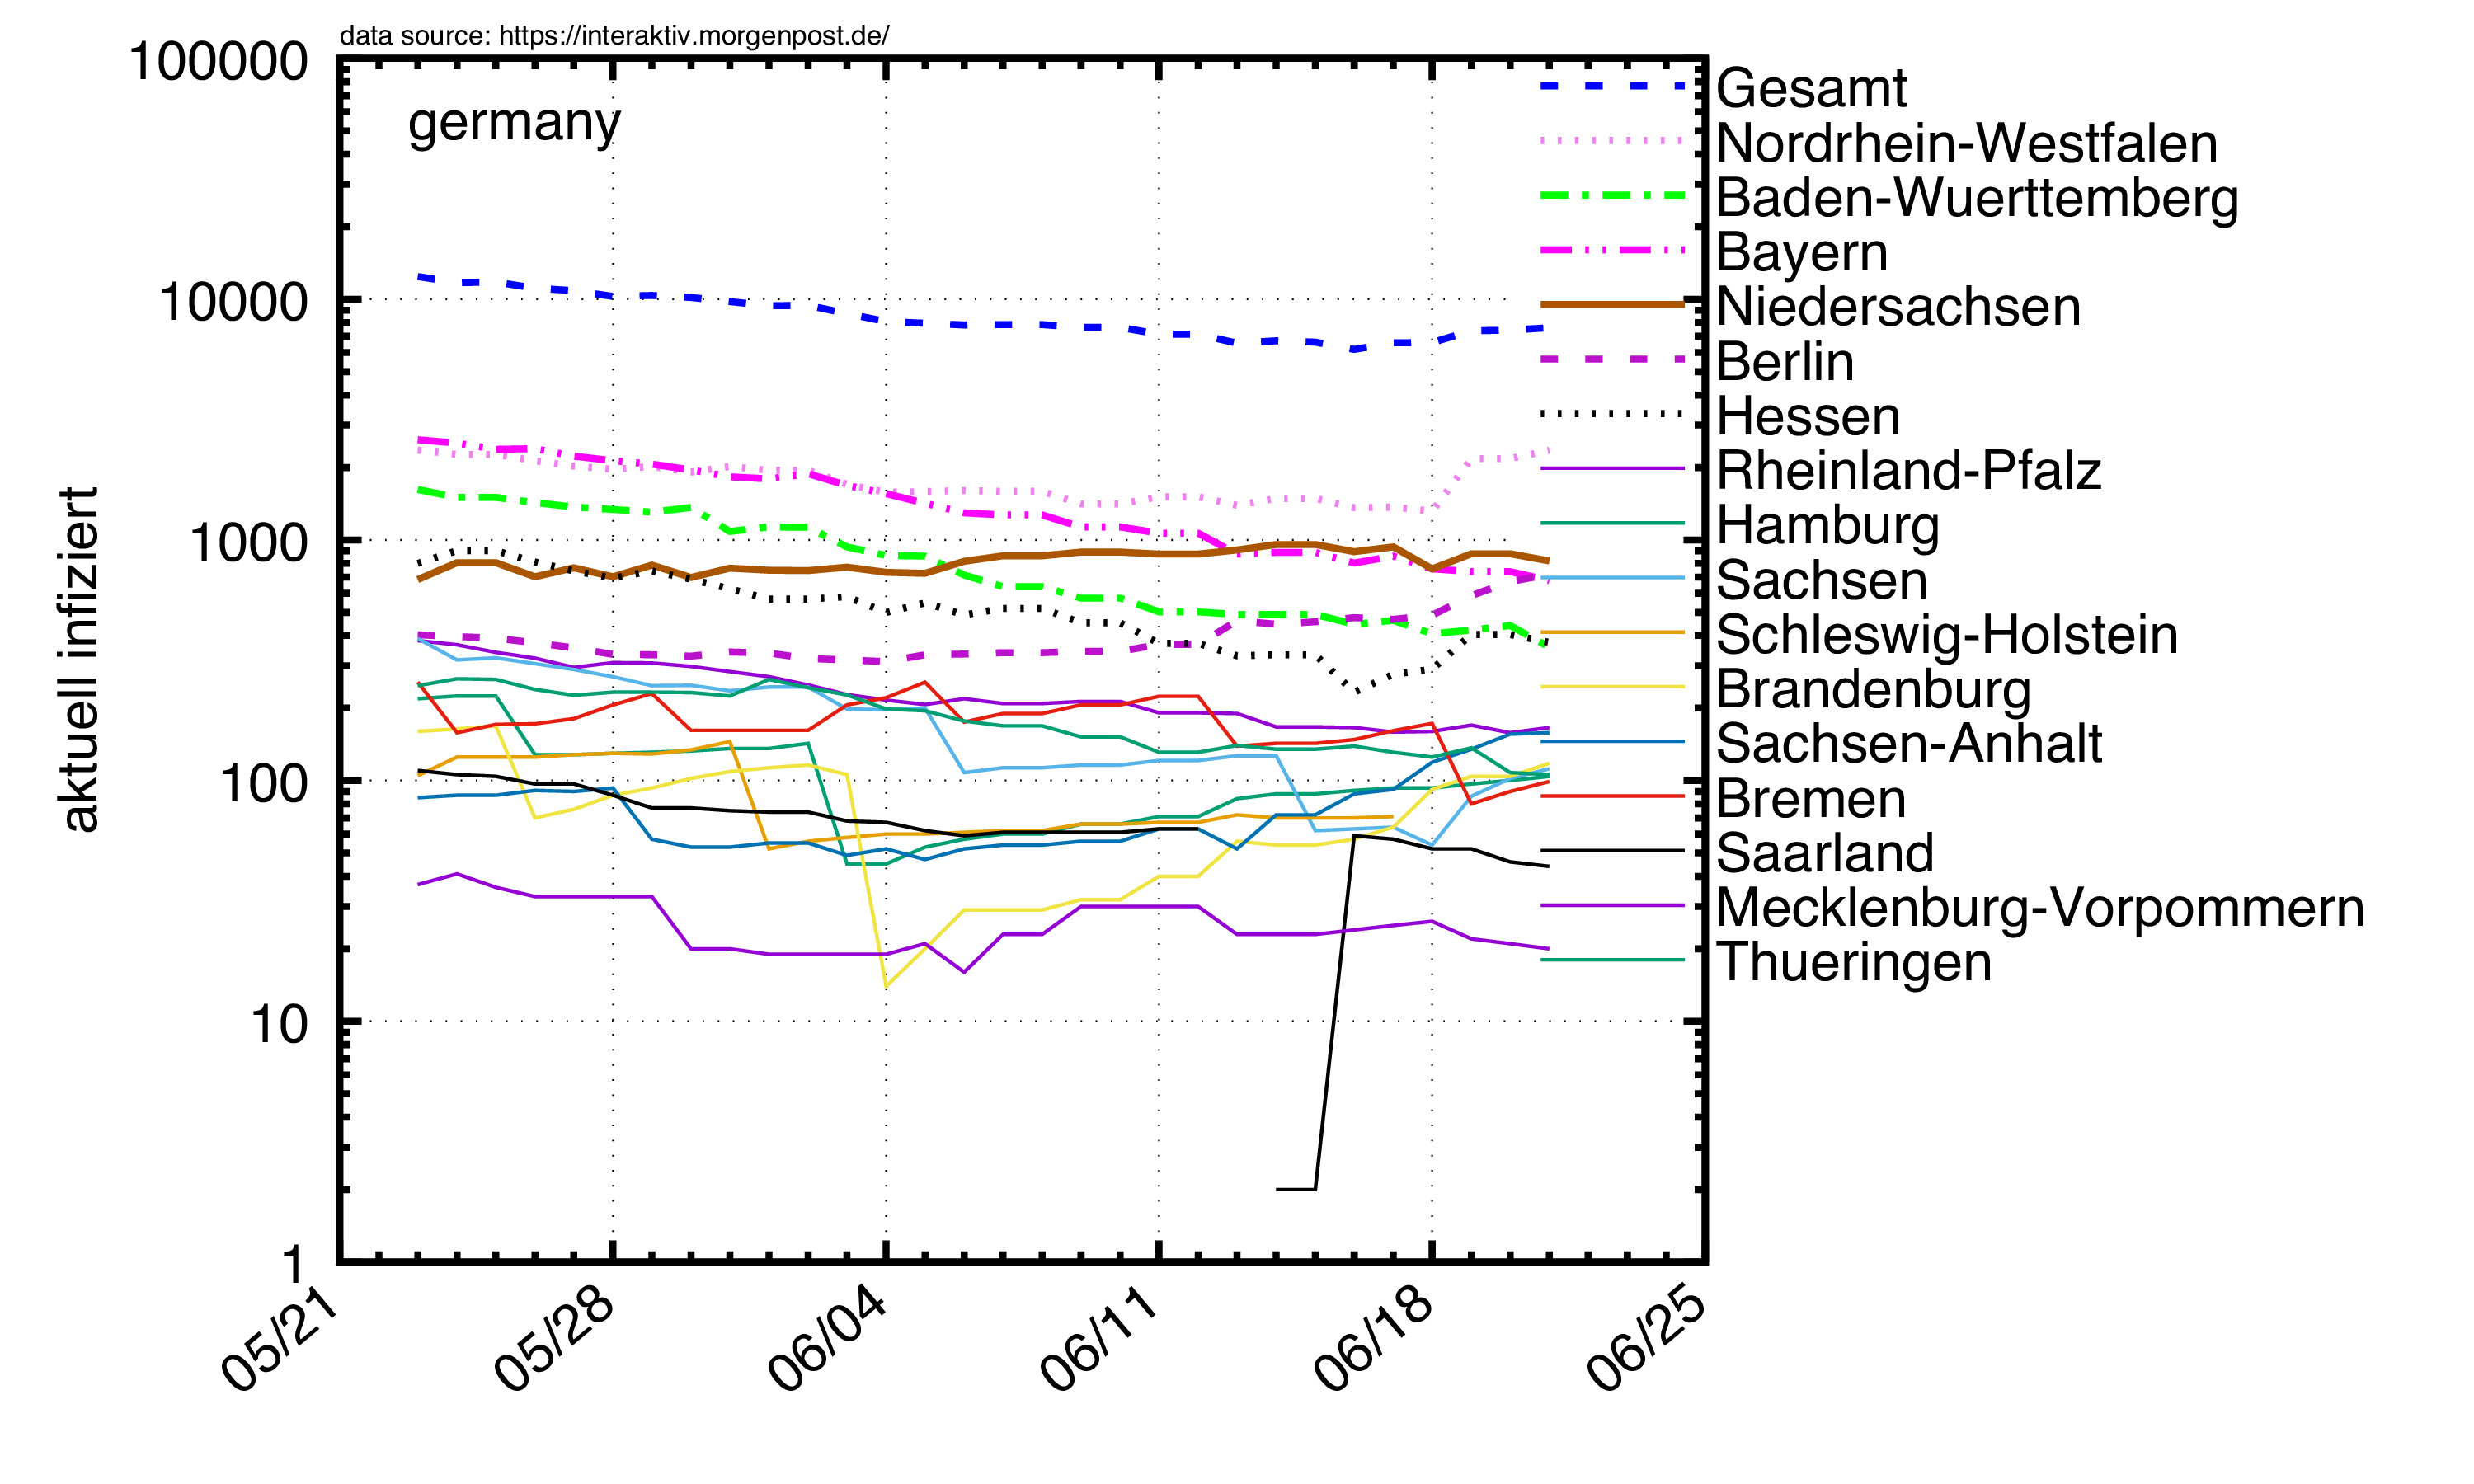 data source: https://interaktiv.morgenpost.de/
germany
aktuell infiziert
100000
10000
1000
100
10
1
05/21
05/28
06/04
06/11
06/18
06/25
Gesamt
Nordrhein-Westfalen
Baden-Wuerttemberg
Bayern
Niedersachsen
Berlin
Hessen
Rheinland-Pfalz
Hamburg
Sachsen
Schleswig-Holstein
Brandenburg
Sachsen-Anhalt
Bremen
Saarland
Mecklenburg-Vorpommern
Thueringen